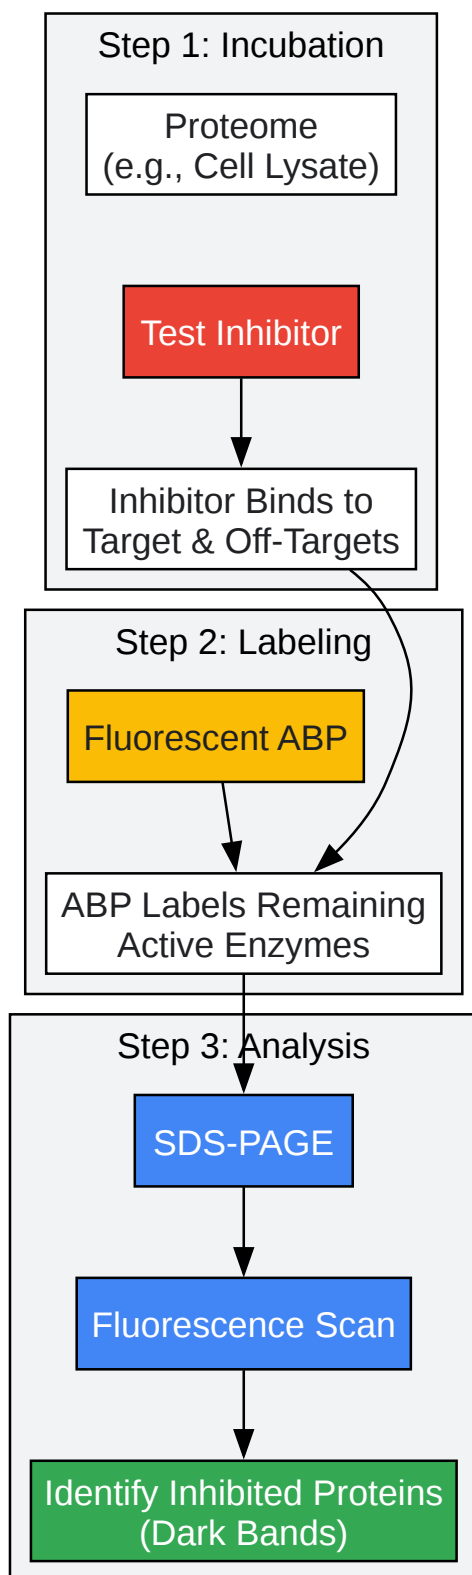 Step 1: Incubation
Proteome
(e.g., Cell Lysate)
Test Inhibitor
Inhibitor Binds to
Target & Off-Targets
Step 2: Labeling
Fluorescent ABP
ABP Labels Remaining
Active Enzymes
Step 3: Analysis
SDS-PAGE
Fluorescence Scan
Identify Inhibited Proteins
(Dark Bands)